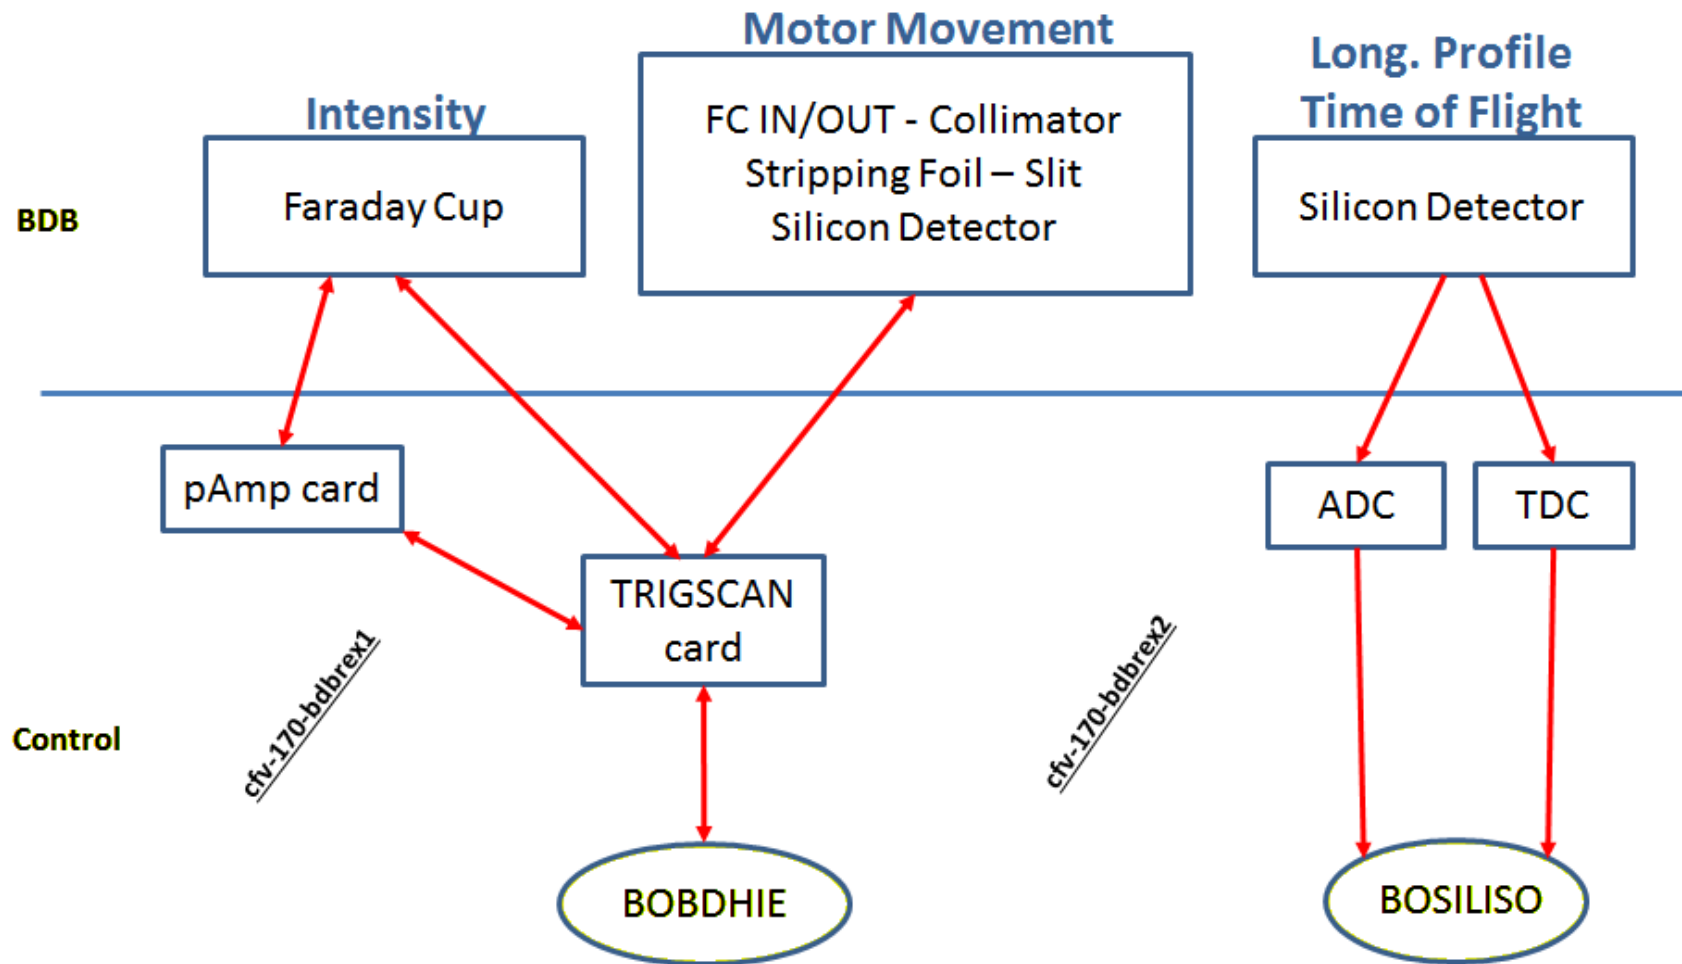 Motor Movement
Long. Profile
Time of Flight
Intensity
FC IN/OUT - Collimator
Stripping Foil – Slit
Silicon Detector
Faraday Cup
Silicon Detector
BDB
pAmp card
ADC
TDC
TRIGSCAN
card
cfv-170-bdbrex1
cfv-170-bdbrex2
Control
BOBDHIE
BOSILISO